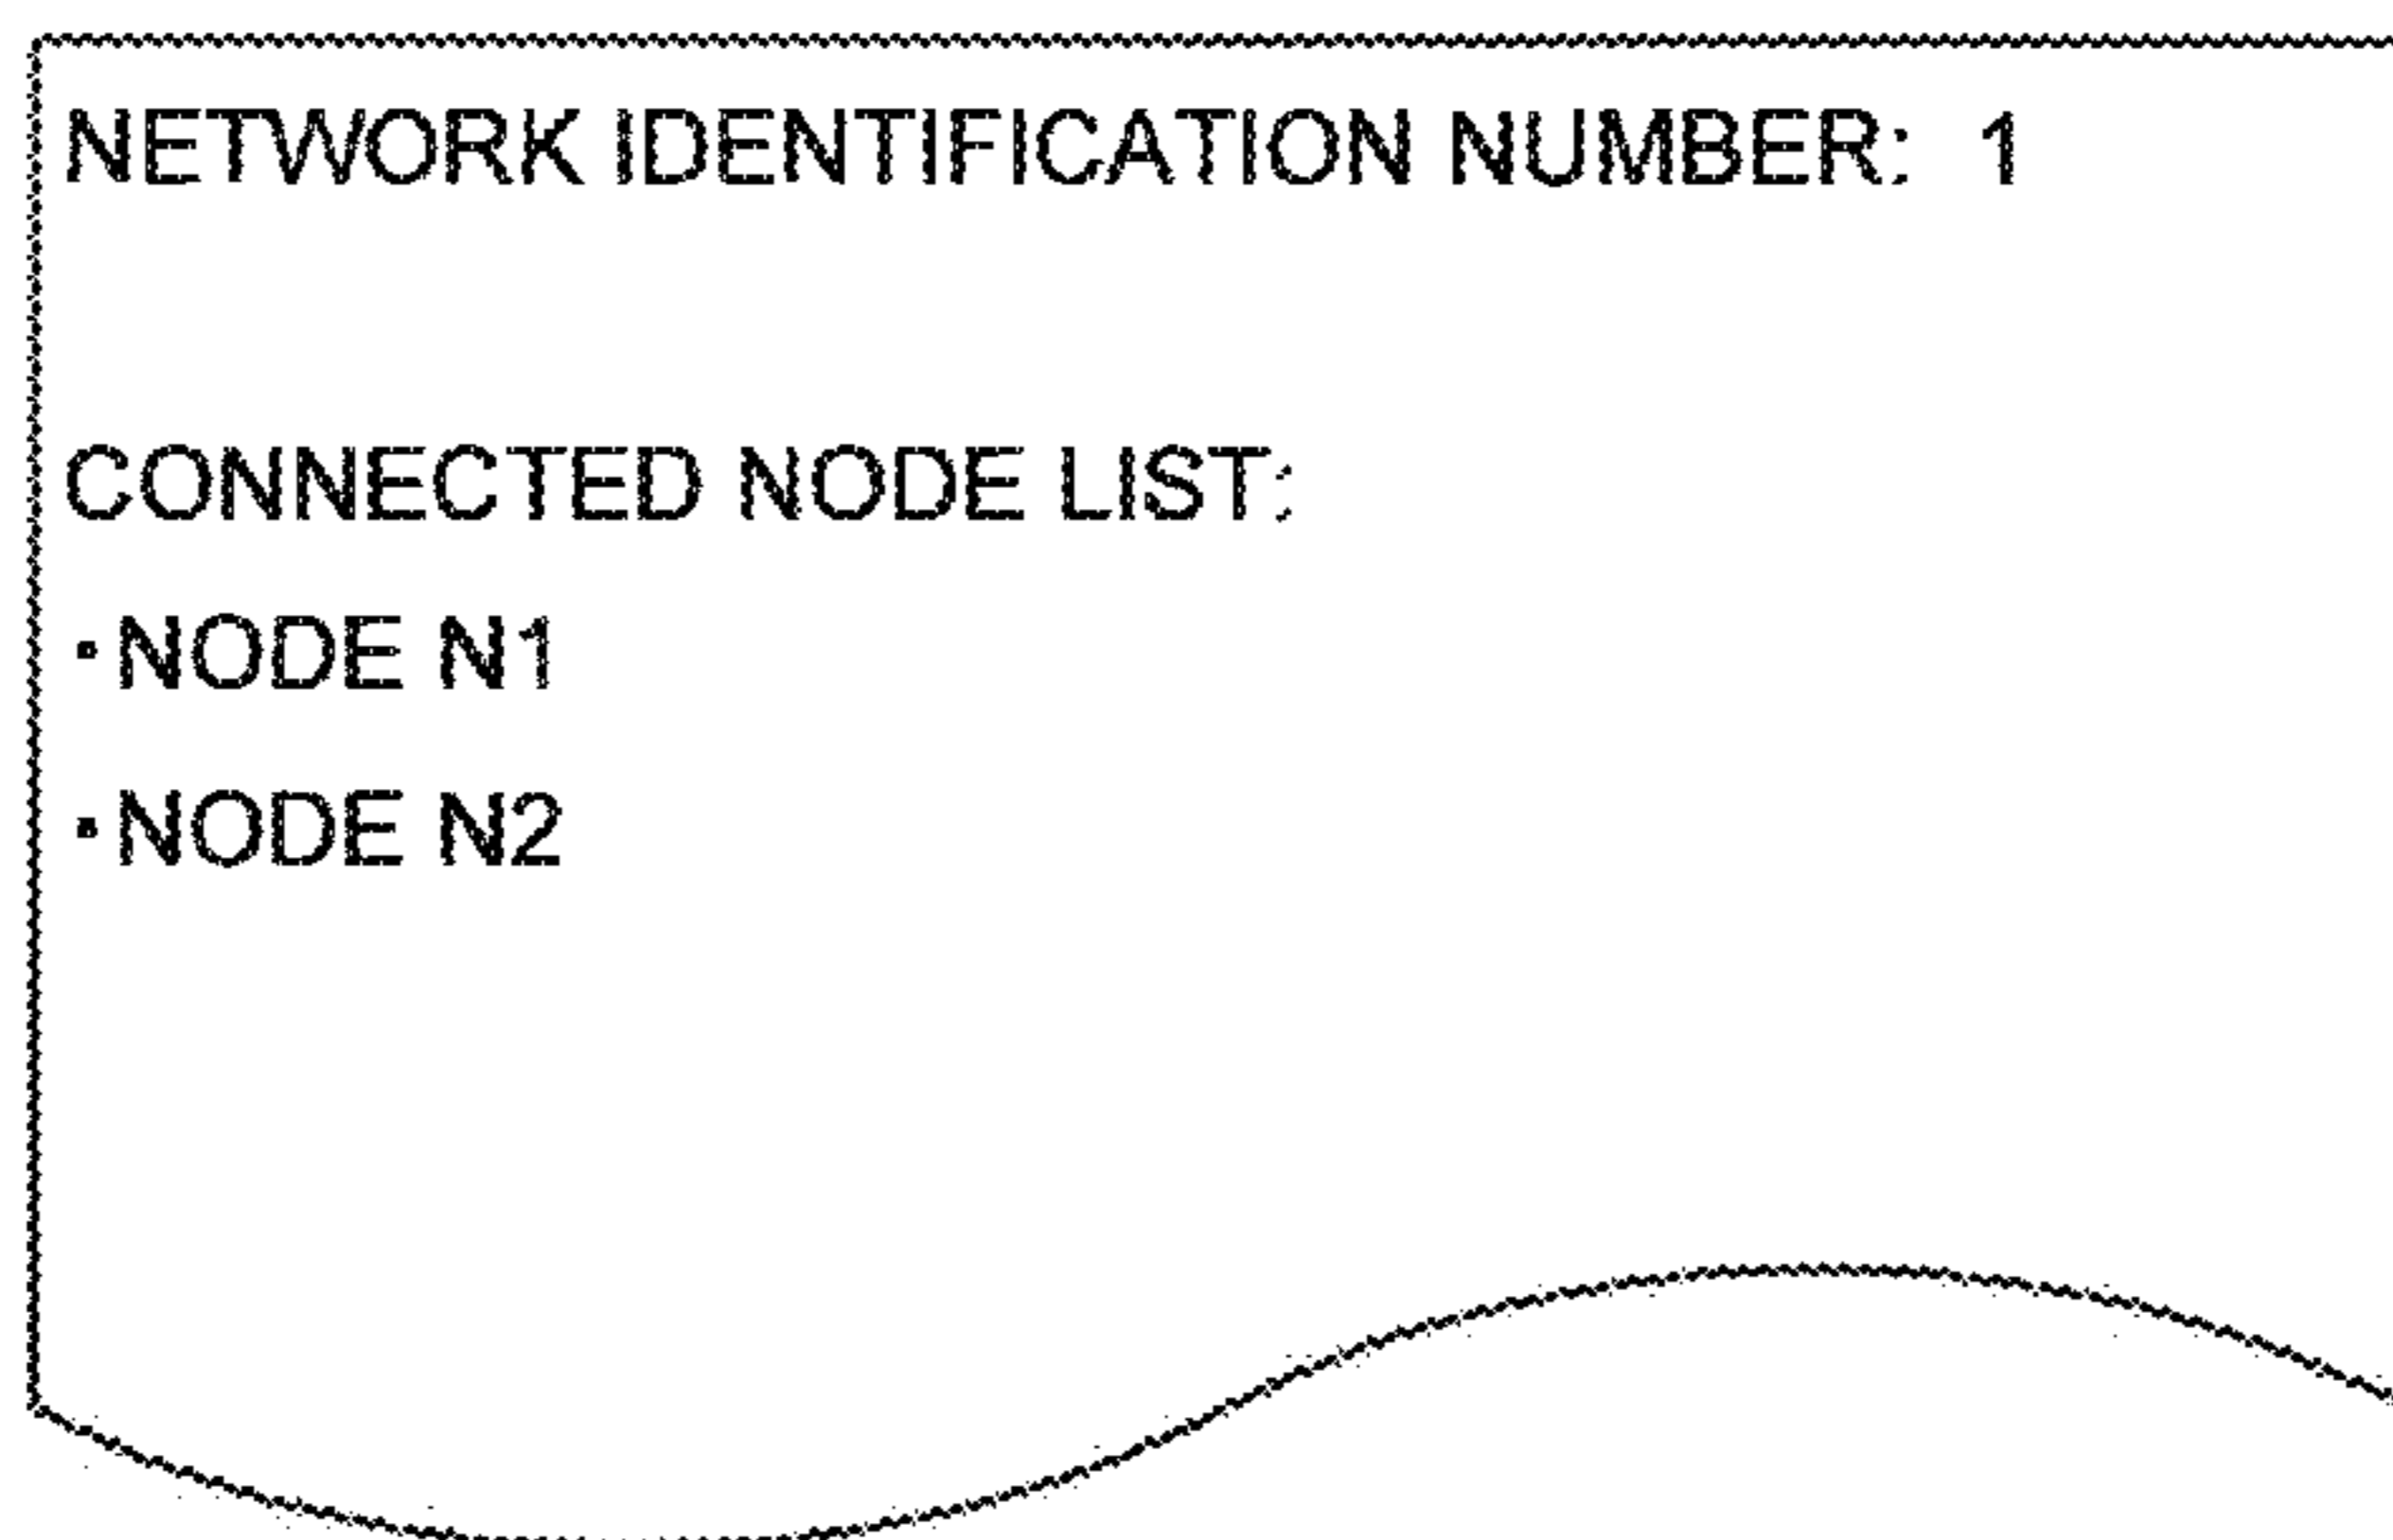 NETWORK IDENTIFICATION NUMBER: 1
CONNECTED NODE LIST:
・NODE N1
・NODE N2